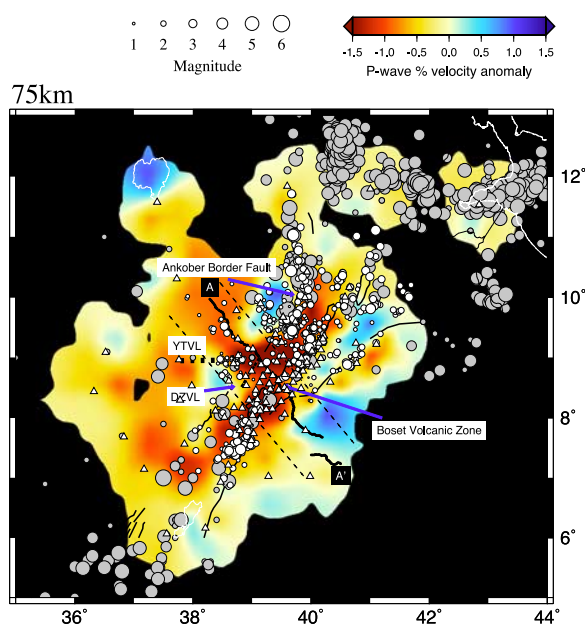 1 2 3 4 5 6
Magnitude
-1.5 -1.0 -0.5 0.0 0.5 1.0 1.5
P-wave % velocity anomaly
75km
12°
10°
8°
6°
Ankober Border Fault
A
YTVL
DZVL
Boset Volcanic Zone
A'
36° 38° 40° 42° 44°